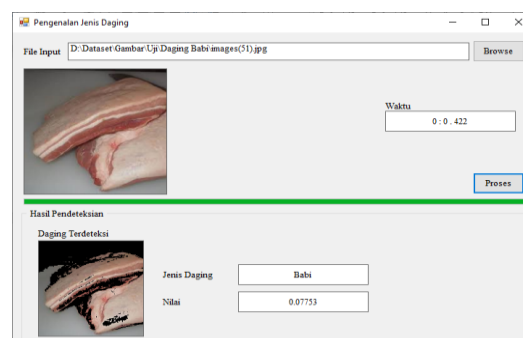 Pengenalan Jenis Daging
File Input D:\Dataset\Gambar\Uji\Daging Babi\images(51).jpg Browse
Waktu
0 : 0 . 422
Proses
Hasil Pendeteksian
Daging Terdeteksi
Jenis Daging Babi
Nilai 0.07753